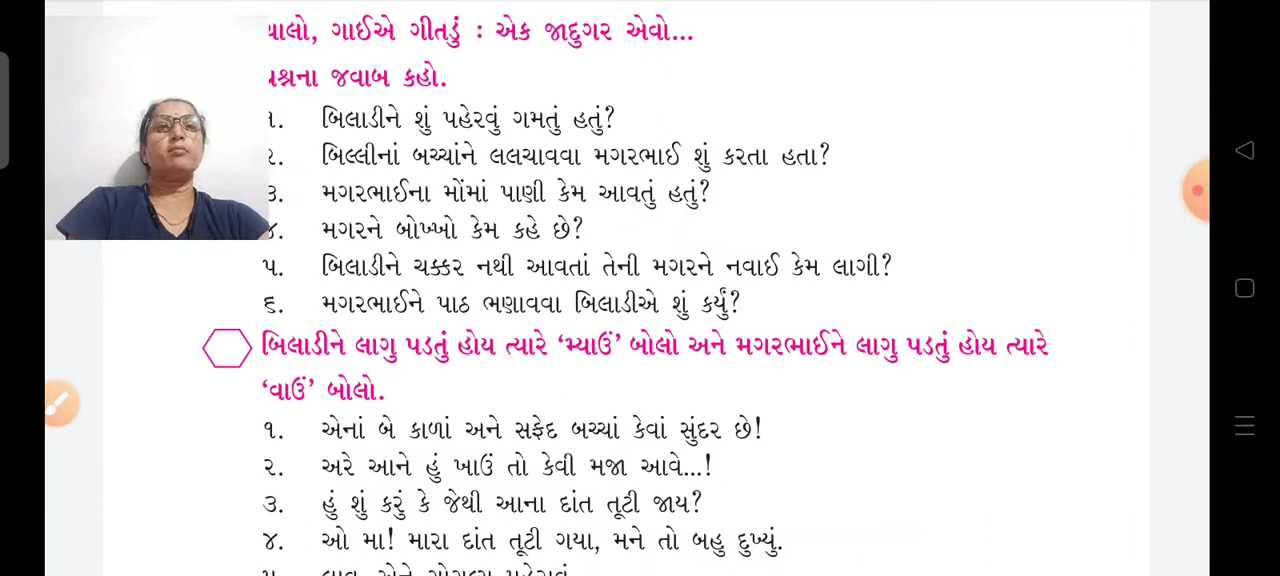 ચાલો, ગાઈએ ગીતડું : એક જાદુગર એવો...
પ્રશ્નના જવાબ કહો.
૧. બિલાડીને શું પહેરવું ગમતું હતું?
૨. બિલ્લીનાં બચ્ચાંને લલચાવવા મગરભાઈ શું કરતા હતા?
૩. મગરભાઈના મોંમાં પાણી કેમ આવતું હતું?
૪. મગરને બોખ્ખો કેમ કહે છે?
૫. બિલાડીને ચક્કર નથી આવતાં તેની મગરને નવાઈ કેમ લાગી?
૬. મગરભાઈને પાઠ ભણાવવા બિલાડીએ શું કર્યું?
બિલાડીને લાગુ પડતું હોય ત્યારે ‘મ્યાઉં’ બોલો અને મગરભાઈને લાગુ પડતું હોય ત્યારે
‘વાઉં’ બોલો.
૧. એનાં બે કાળાં અને સફેદ બચ્ચાં કેવાં સુંદર છે!
૨. અરે આને હું ખાઉં તો કેવી મજા આવે...!
૩. હું શું કરું કે જેથી આના દાંત તૂટી જાય?
૪. ઓ મા! મારા દાંત તૂટી ગયા, મને તો બહુ દુખ્યું.